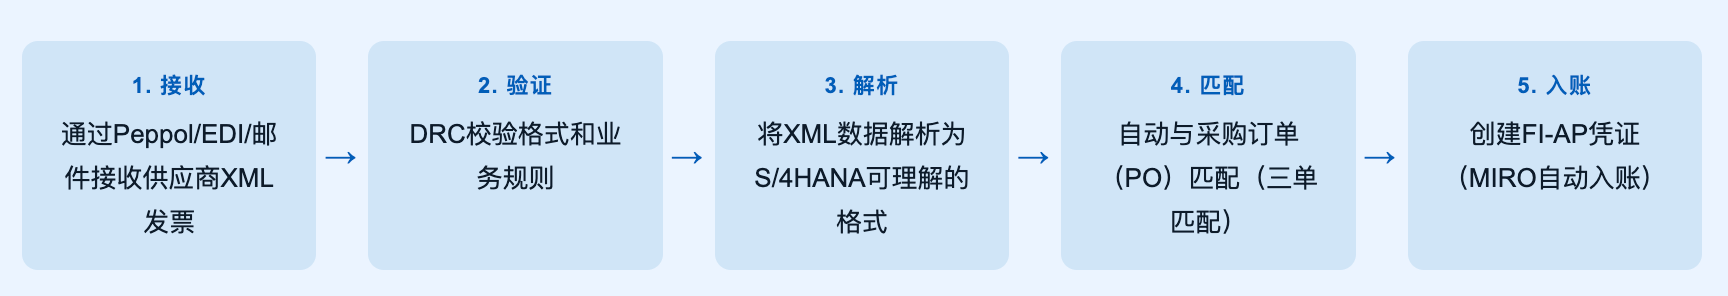 1. 接收
通过Peppol/EDI/邮
件接收供应商XML
发票
→
2. 验证
DRC校验格式和业
务规则
→
3. 解析
将XML数据解析为
S/4HANA可理解的
格式
→
4. 匹配
自动与采购订单
（PO）匹配（三单
匹配）
→
5. 入账
创建FI-AP凭证
（MIRO自动入账）